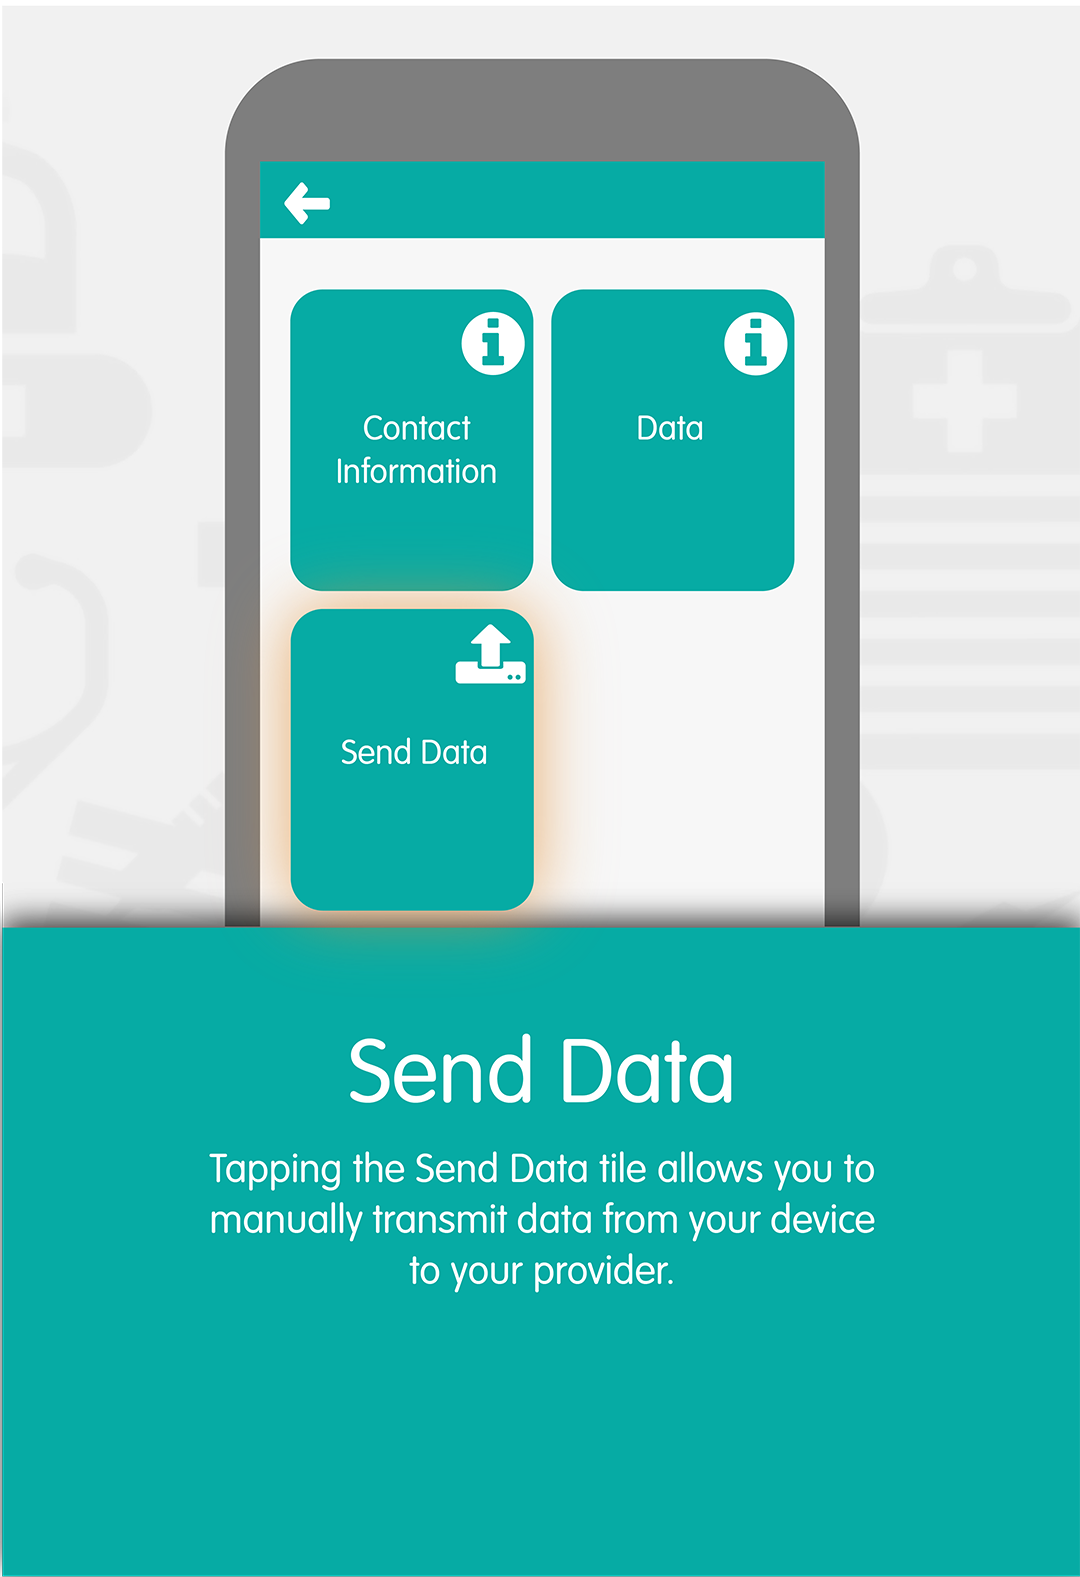 Contact
Information
Data
Send Data
Send Data
Tapping the Send Data tile allows you to
manually transmit data from your device
to your provider.